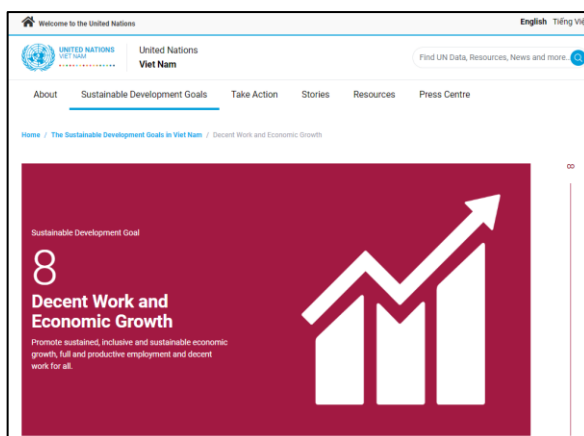 Welcome to the United Nations
English Tiếng Việ
UNITED NATIONS
VIET NAM
United Nations
Viet Nam
Find UN Data, Resources, News and more.
About Sustainable Development Goals Take Action Stories Resources Press Centre
Home / The Sustainable Development Goals in Viet Nam / Decent Work and Economic Growth
8
Sustainable Development Goal
8
Decent Work and
Economic Growth
Promote sustained, inclusive and sustainable economic
growth, full and productive employment and decent
work for all.